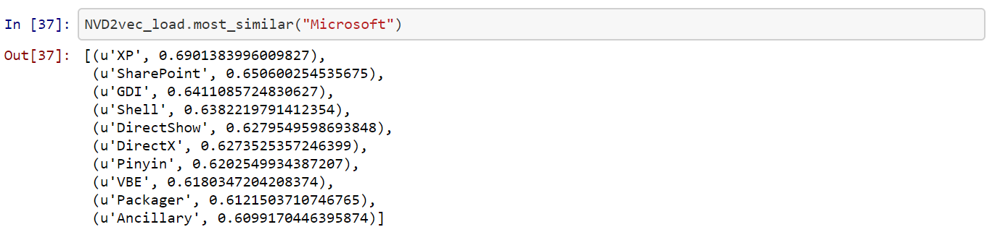 In [37]: NVD2vec_load.most_similar("Microsoft")
Out[37]: [(u'XP', 0.6901383996009827),
(u'SharePoint', 0.650600254535675),
(u'GDI', 0.6411085724830627),
(u'Shell', 0.6382219791412354),
(u'DirectShow', 0.6279549598693848),
(u'DirectX', 0.6273525357246399),
(u'Pinyin', 0.6202549934387207),
(u'VBE', 0.6180347204208374),
(u'Packager', 0.6121503710746765),
(u'Ancillary', 0.6099170446395874)]